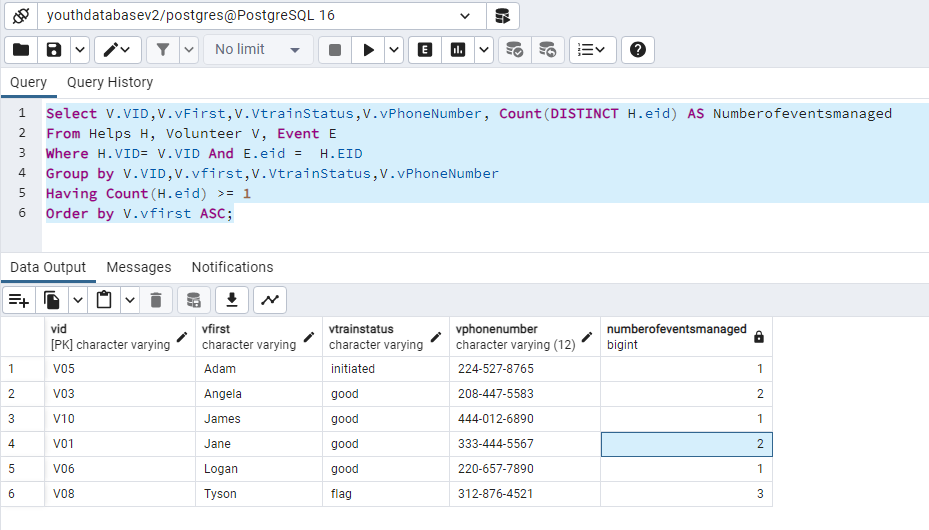 youthdatabasev2/postgres@PostgreSQL 16
No limit
E
Query Query History
1 Select V.VID,V.vFirst,V.VtrainStatus,V.vPhoneNumber, Count(DISTINCT H.eid) AS Numberofeventsmanaged
2 From Helps H, Volunteer V, Event E
3 Where H.VID= V.VID And E.eid =  H.EID
4 Group by V.VID,V.vfirst,V.VtrainStatus,V.vPhoneNumber
5 Having Count(H.eid) >= 1
6 Order by V.vfirst ASC;
Data Output Messages Notifications
vid vfirst vtrainstatus vphonenumber numberofeventsmanaged
[PK] character varying character varying character varying character varying (12) bigint
1 V05 Adam initiated 224-527-8765 1
2 V03 Angela good 208-447-5583 2
3 V10 James good 444-012-6890 1
4 V01 Jane good 333-444-5567 2
5 V06 Logan good 220-657-7890 1
6 V08 Tyson flag 312-876-4521 3